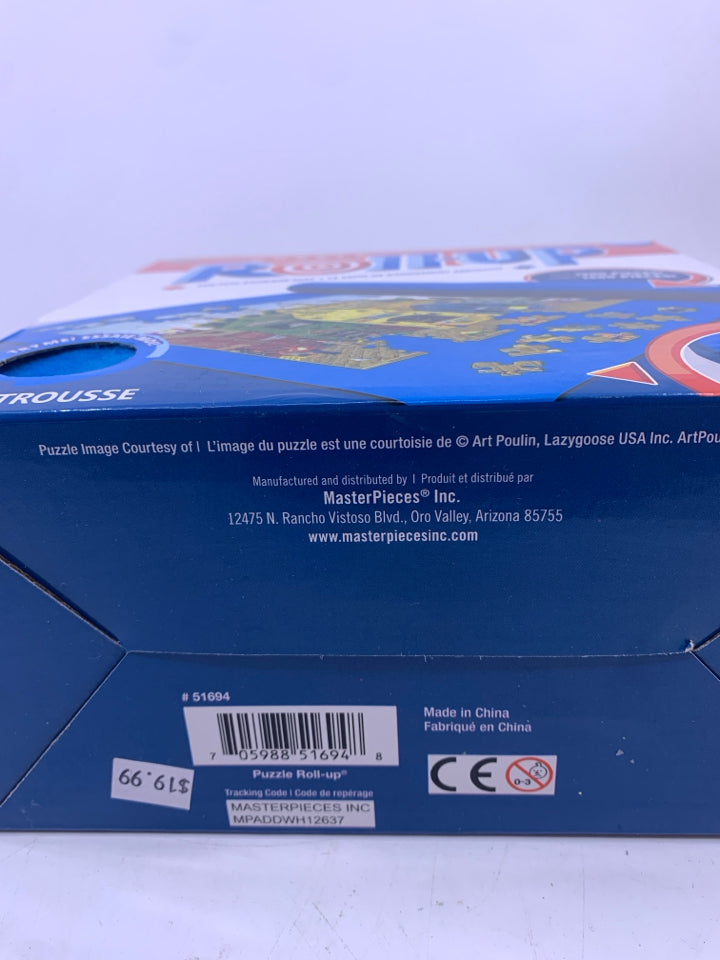 Roll-Up
TROUSSE
Puzzle Image Courtesy of | L'image du puzzle est une courtoisie de © Art Poulin, Lazygoose USA Inc. ArtPou
Manufactured and distributed by | Produit et distribué par
MasterPieces® Inc.
12475 N. Rancho Vistoso Blvd., Oro Valley, Arizona 85755
www.masterpiecesinc.com
# 51694
7 05988 51694 8
Puzzle Roll-up®
Tracking Code | Code de repérage
MASTERPIECES INC
MPADDWH12637
$19.99
Made in China
Fabriqué en China
CE
0-3